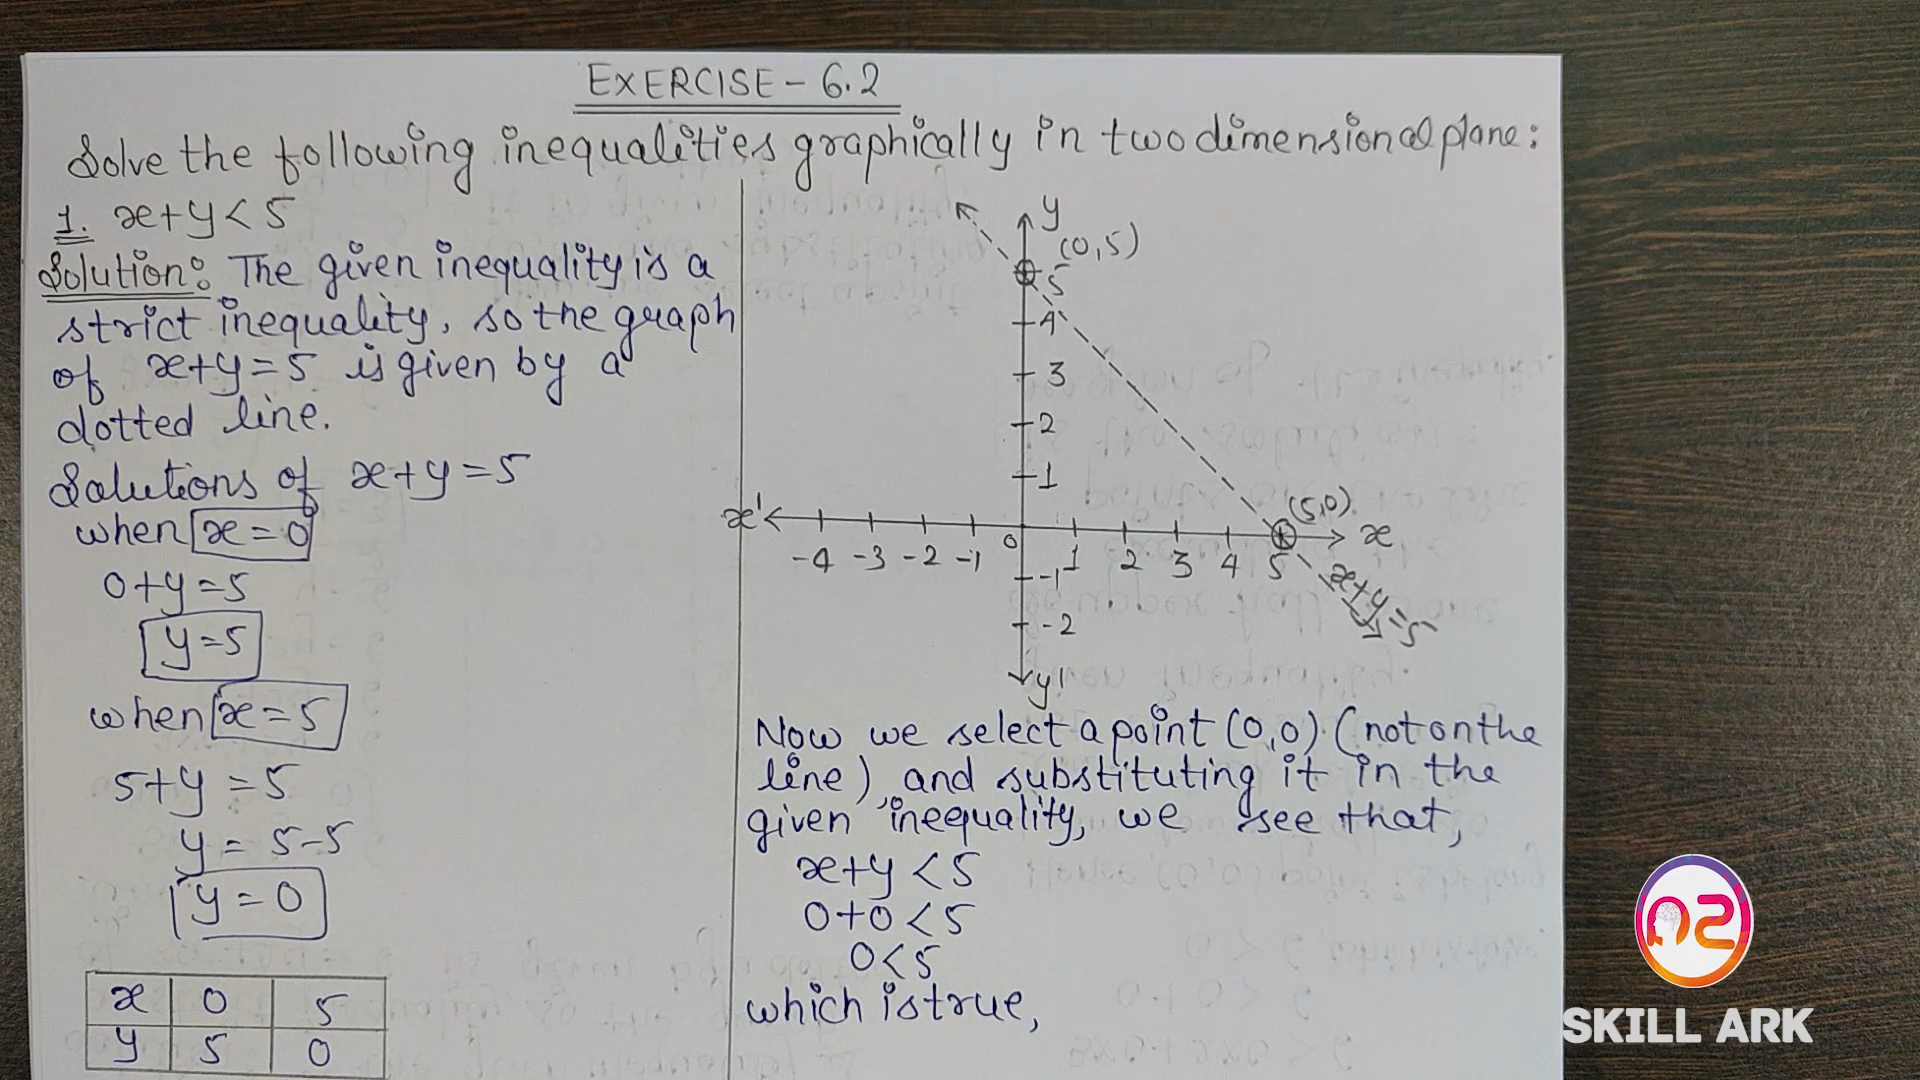 EXERCISE - 6.2
Solve the following inequalities graphically in two dimensional plane:
1. x+y<5
Solution: The given inequality is a
strict inequality, so the graph
of x+y=5 is given by a
dotted line.
Solutions of x+y=5
when x=0
0+y=5
y=5
when x=5
5+y=5
y=5-5
y=0
x 0 5
y 5 0
y
(0,5)
5
4
3
2
1
(5,0)
x' x
-4 -3 -2 -1 0 1 2 3 4 5
-1
-2
x+y=5
y'
Now we select a point (0,0) (not on the
line), and substituting it in the
given inequality, we see that,
x+y<5
0+0<5
0<5
which is true,
SKILL ARK